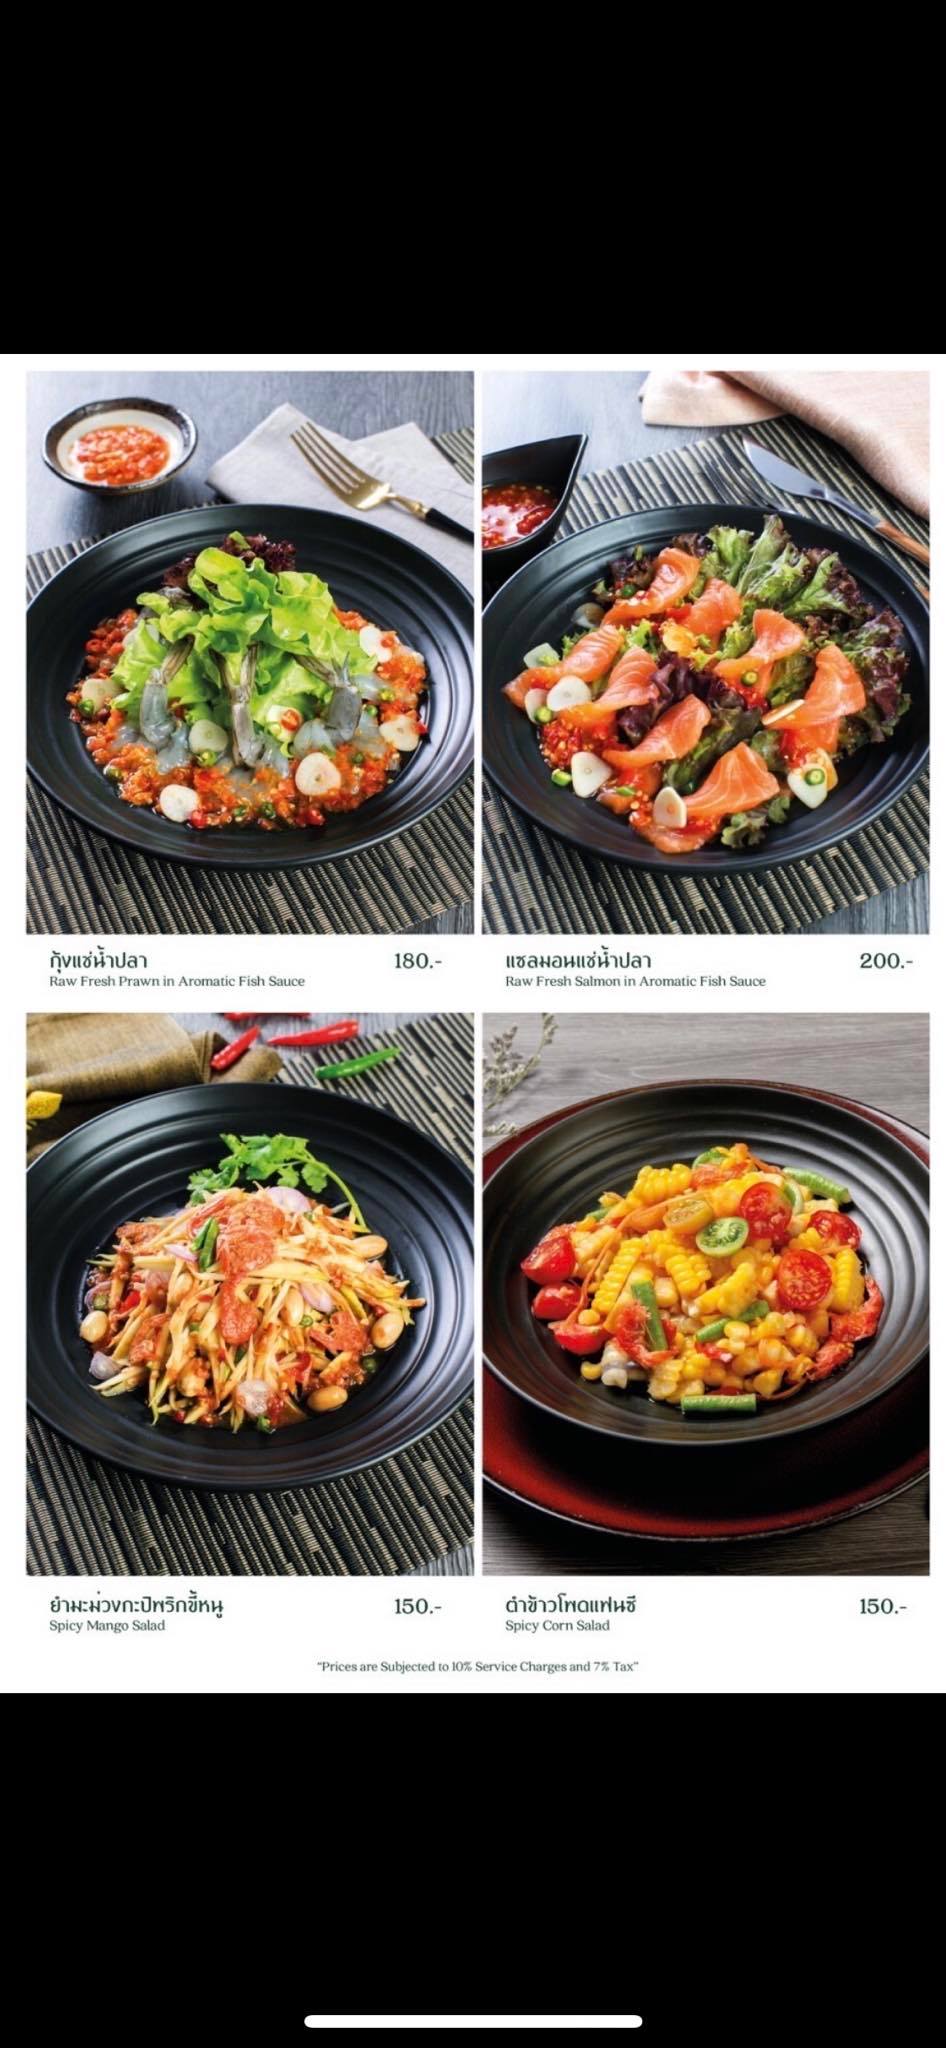 กุ้งแช่น้ำปลา 180.-
Raw Fresh Prawn in Aromatic Fish Sauce
แซลมอนแช่น้ำปลา 200.-
Raw Fresh Salmon in Aromatic Fish Sauce
ยำมะม่วงกะปิพริกขี้หนู 150.-
Spicy Mango Salad
ตำข้าวโพดแฟนซี 150.-
Spicy Corn Salad
"Prices are Subjected to 10% Service Charges and 7% Tax"